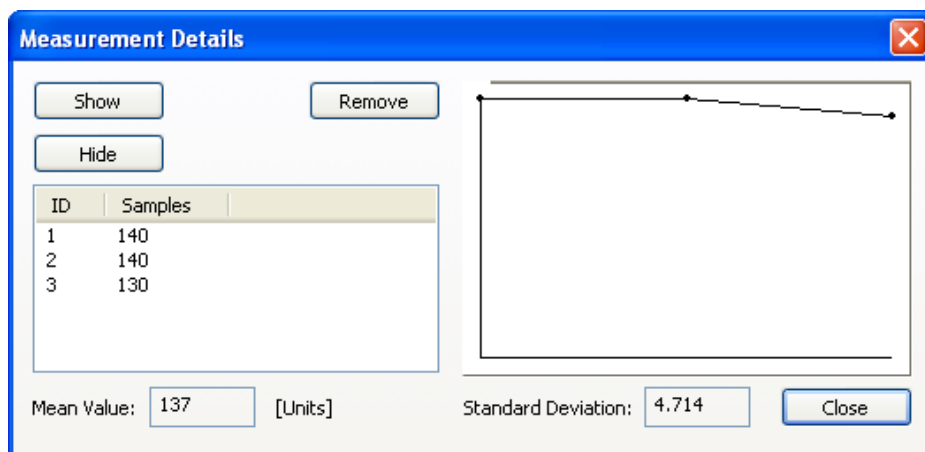 Measurement Details
Show Remove
Hide
ID Samples
1 140
2 140
3 130
Mean Value: 137 [Units] Standard Deviation: 4.714 Close